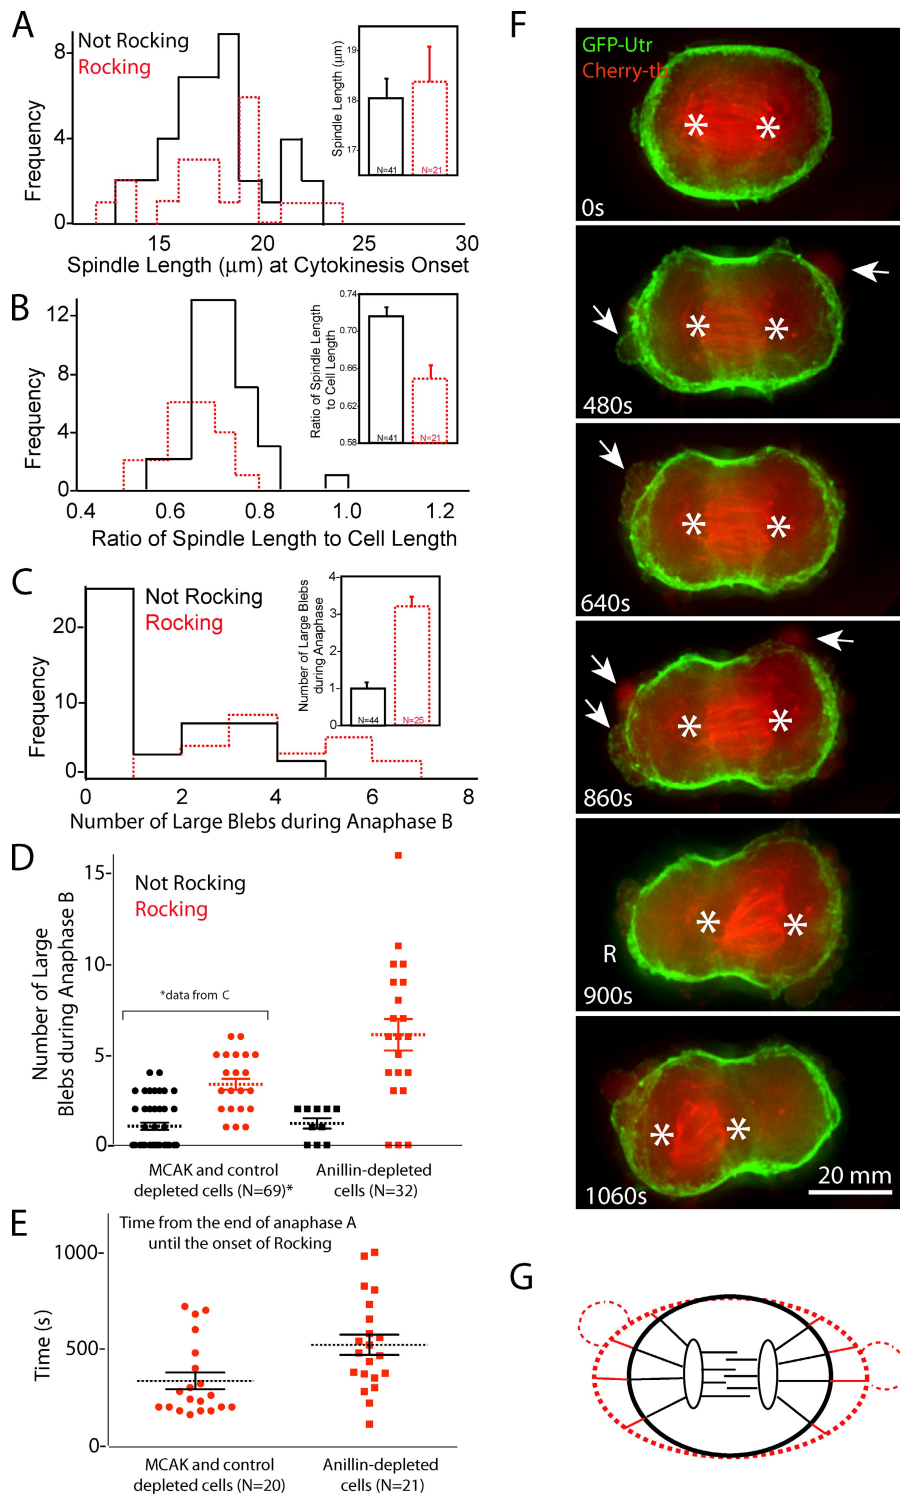 A
Not Rocking
Rocking
Frequency
8
4
0
15
20
25
30
Spindle Length (μm) at Cytokinesis Onset
Spindle Length (μm)
19
18
17
N=41
N=21
B
Frequency
12
8
4
0
0.4
0.6
0.8
1.0
1.2
Ratio of Spindle Length to Cell Length
Ratio of Spindle Length
to Cell Length
0.74
0.70
0.66
0.62
0.58
N=41
N=21
C
Not Rocking
Rocking
Frequency
20
10
0
0
2
4
6
8
Number of Large Blebs during Anaphase B
Number of Large Blebs
during Anaphase
4
3
2
1
0
N=44
N=25
D
Not Rocking
Rocking
Number of Large
Blebs during Anaphase B
15
10
5
0
*data from C
MCAK and control
depleted cells (N=69)*
Anillin-depleted
cells (N=32)
E
Time from the end of anaphase A
until the onset of Rocking
Time (s)
1000
500
0
MCAK and control
depleted cells (N=20)
Anillin-depleted
cells (N=21)
F
GFP-Utr
Cherry-tb
* *
0s
* *
480s
* *
640s
* *
860s
* *
R
900s
* *
1060s
20 mm
G